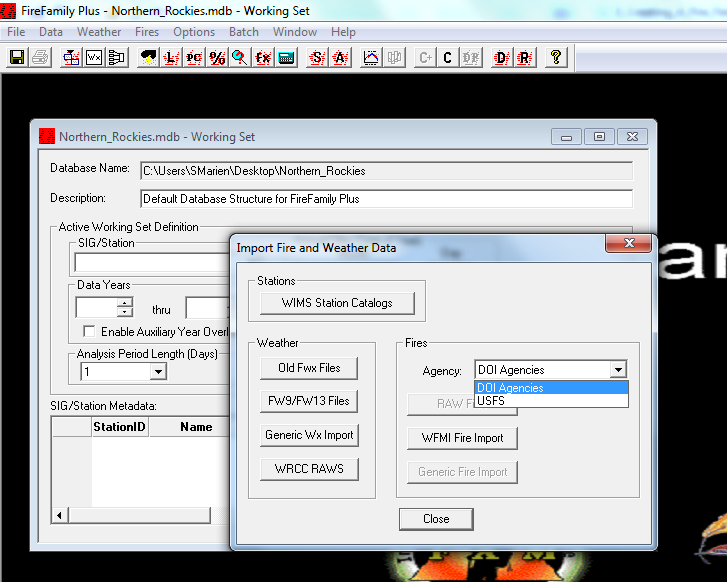 FireFamily Plus - Northern_Rockies.mdb - Working Set
File Data Weather Fires Options Batch Window Help
Wx L PC % fx S A C+ C DR D R ?
Northern_Rockies.mdb - Working Set
Database Name: C:\Users\SMarien\Desktop\Northern_Rockies
Description: Default Database Structure for FireFamily Plus
Active Working Set Definition
SIG/Station
Data Years
thru
Enable Auxiliary Year Overl
Analysis Period Length (Days)
1
SIG/Station Metadata:
StationID Name
Import Fire and Weather Data
Stations
WIMS Station Catalogs
Weather
Old Fwx Files
FW9/FW13 Files
Generic Wx Import
WRCC RAWS
Fires
Agency: DOI Agencies
DOI Agencies
USFS
RAW F
WFMI Fire Import
Generic Fire Import
Close
ar
F A M